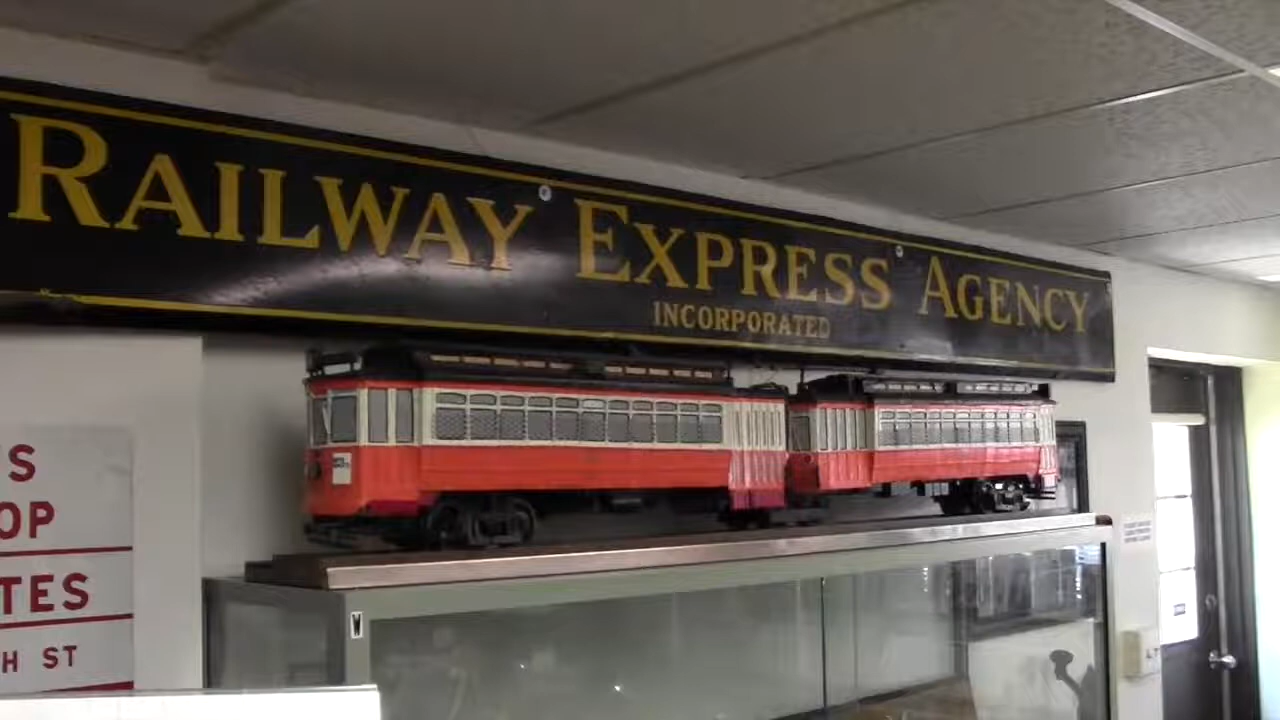 RAILWAY EXPRESS AGENCY
INCORPORATED
S
OP
TES
H ST